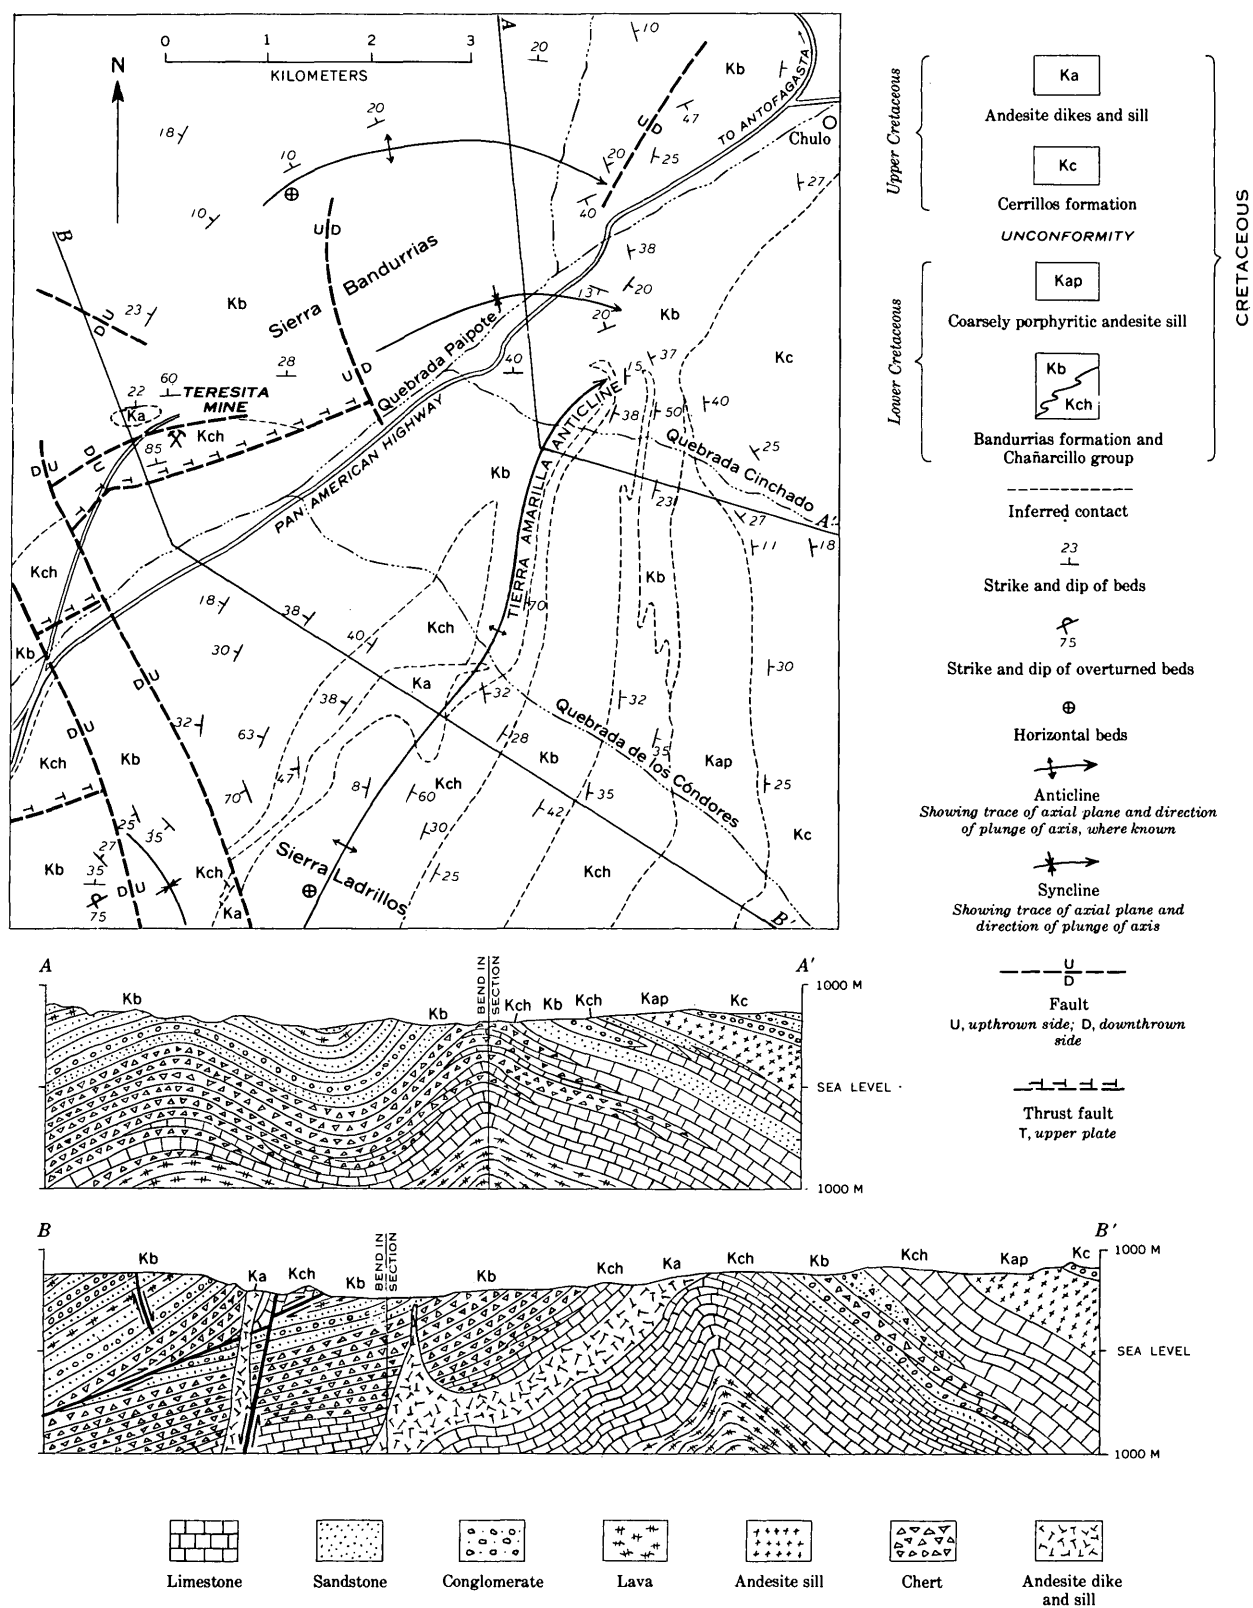 A
0 1 2 3
KILOMETERS
N
10
20
Kb
TO ANTOFAGASTA →
47
U D
Chulo
20
18
20
25
27
10
40
10
U D
38
B
Sierra Bandurrias
20
13
20
Kb
Kb
Kc
D U
23
Quebrada Paipote
40
37
15
28
U D
60
22
TERESITA
MINE
Ka
Kch
85
38
50
40
25
Quebrada Cinchado
D U
D U
PAN AMERICAN HIGHWAY
Kb
TIERRA AMARILLA ANTICLINE
23
27
A'
11
18
Kch
Kap
Kb
70
18
38
40
Kch
30
Kb
D U
Ka
32
30
38
32
32
63
28
Quebrada de los Cóndores
35
Kb
Kap
D U
Kch
Kb
47
8
Kch
60
35
25
70
42
25
35
30
Kc
27
Kb
35
Kch
Sierra Ladrillos
25
Kch
D U
75
Ka
B'
Upper Cretaceous
Ka
Andesite dikes and sill
Kc
Cerrillos formation
UNCONFORMITY
Lower Cretaceous
Kap
Coarsely porphyritic andesite sill
Kb
Kch
Bandurrias formation and
Chañarcillo group
CRETACEOUS
Inferred contact
23
Strike and dip of beds
75
Strike and dip of overturned beds
Horizontal beds
Anticline
Showing trace of axial plane and direction
of plunge of axis, where known
Syncline
Showing trace of axial plane and
direction of plunge of axis
U
D
Fault
U, upthrown side; D, downthrown
side
Thrust fault
T, upper plate
A
A'
Kb
Kb
BEND IN
SECTION
Kch Kb Kch Kap Kc
1000 M
SEA LEVEL
1000 M
B
B'
Kb
Ka Kch Kb
BEND IN
SECTION
Kb
Kch
Ka
Kch
Kb
Kch
Kap
Kc
1000 M
SEA LEVEL
1000 M
Limestone
Sandstone
Conglomerate
Lava
Andesite sill
Chert
Andesite dike
and sill